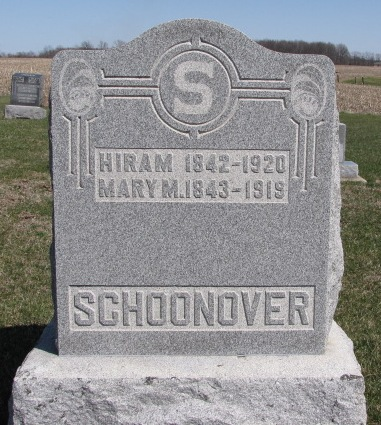 S
HIRAM 1842-1920
MARY M. 1843-1919
SCHOONOVER